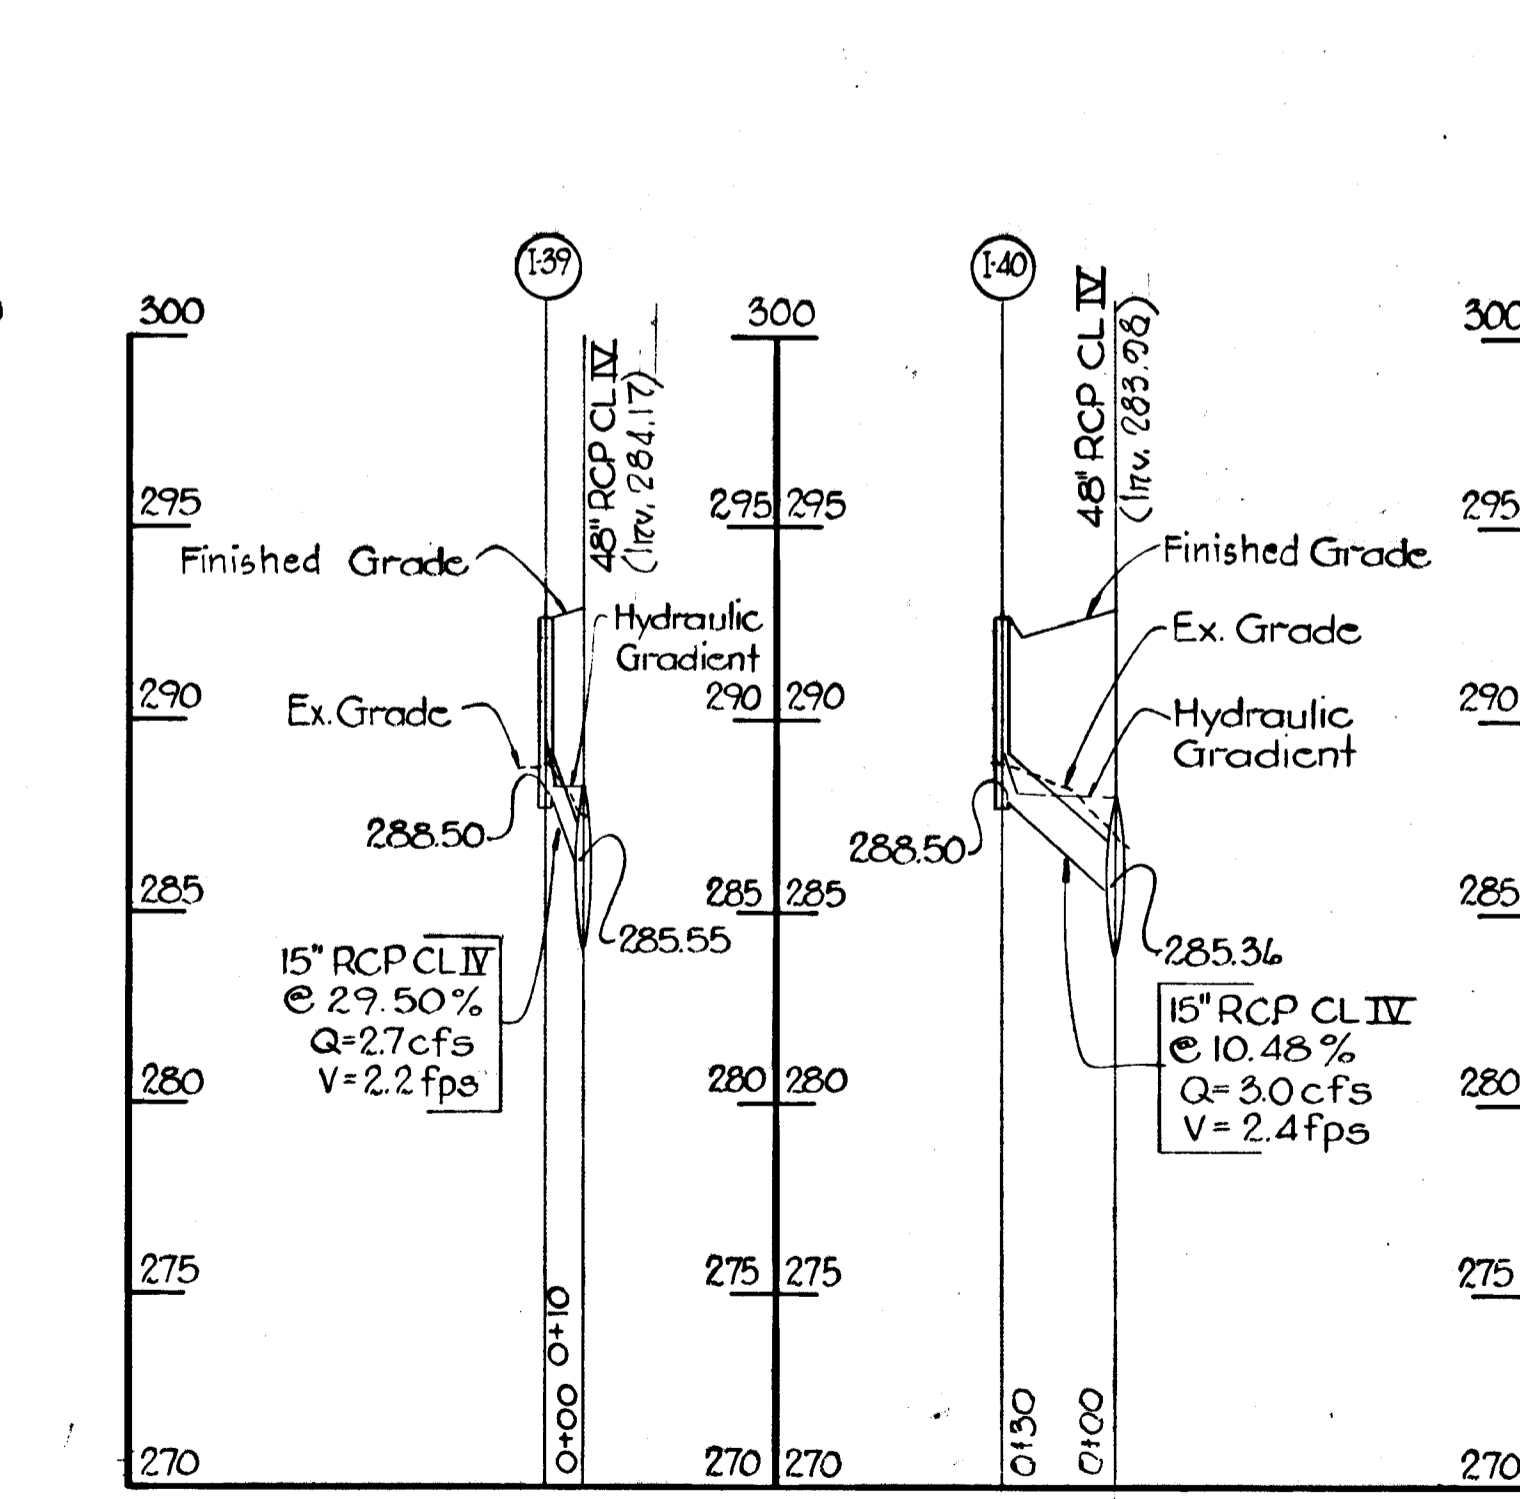 I-39
300
48" RCP CL IV
(Inv. 284.17)
295
Finished Grade
Hydraulic
Gradient
290
Ex. Grade
288.50
285
285.55
15" RCP CL IV
@ 29.50%
Q=2.7cfs
V=2.2 fps
280
275
0+10
0+00
270
300
295 295
290 290
285 285
280 280
275 275
270 270
I-40
48" RCP CL IV
(Inv. 283.98)
Finished Grade
Ex. Grade
Hydraulic
Gradient
288.50
285.36
15" RCP CL IV
@ 10.48%
Q= 3.0 cfs
V= 2.4 fps
0+30
0+00
300
295
290
285
280
275
270